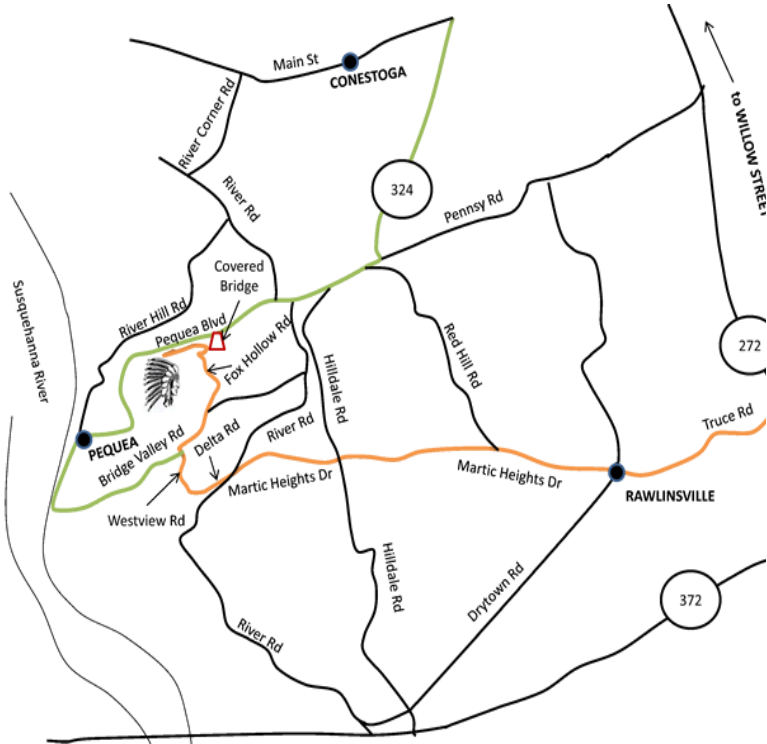 Main St
CONESTOGA
to WILLOW STREET
River Corner Rd
324
River Rd
Pennsy Rd
Covered
Bridge
Susquehanna River
River Hill Rd
Pequea Blvd
Fox Hollow Rd
Hilldale Rd
Red Hill Rd
272
Truce Rd
PEQUEA
Bridge Valley Rd
Delta Rd
River Rd
Martic Heights Dr
Martic Heights Dr
RAWLINSVILLE
Westview Rd
Hilldale Rd
Drytown Rd
372
River Rd